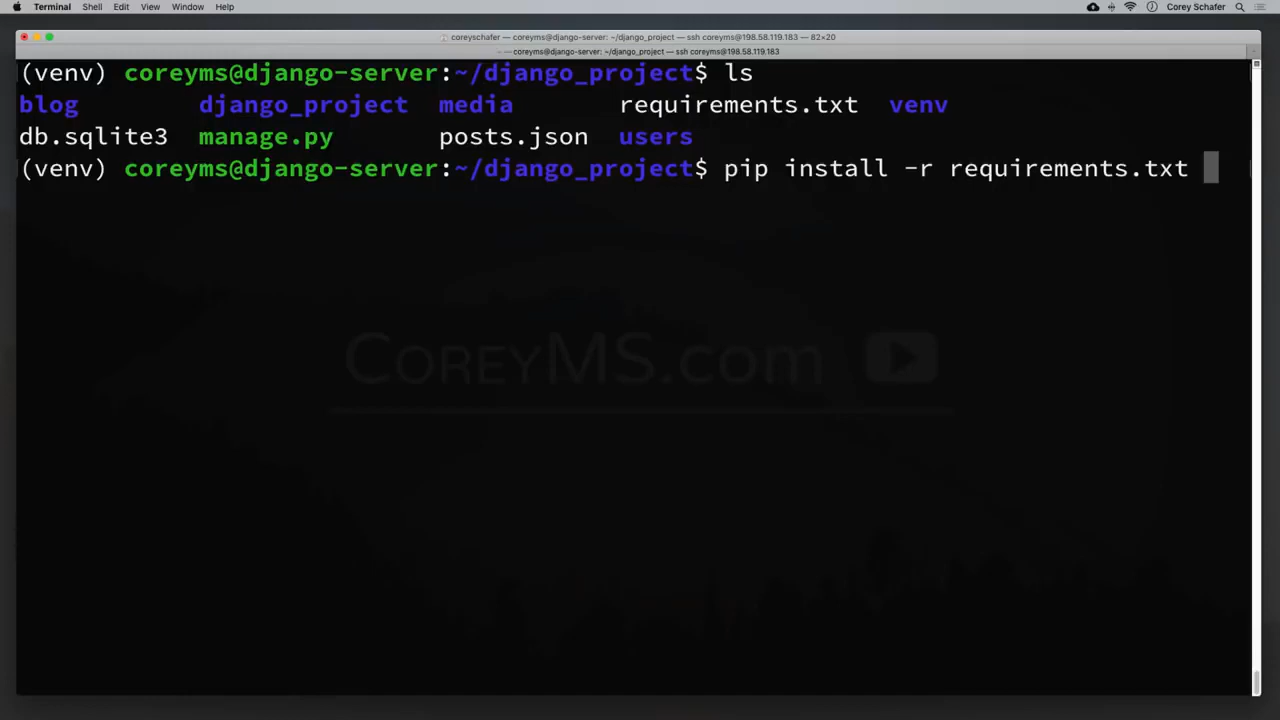 Terminal Shell Edit View Window Help Corey Schafer
coreyschafer — coreyms@django-server: ~/django_project — ssh coreyms@198.58.119.183 — 82×20
coreyms@django-server: ~/django_project — ssh coreyms@198.58.119.183
(venv) coreyms@django-server:~/django_project$ ls
blog django_project media requirements.txt venv
db.sqlite3 manage.py posts.json users
(venv) coreyms@django-server:~/django_project$ pip install -r requirements.txt
CoreyMS.com